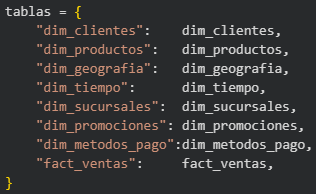 tablas = {
    "dim_clientes":    dim_clientes,
    "dim_productos":   dim_productos,
    "dim_geografia":   dim_geografia,
    "dim_tiempo":      dim_tiempo,
    "dim_sucursales":  dim_sucursales,
    "dim_promociones": dim_promociones,
    "dim_metodos_pago":dim_metodos_pago,
    "fact_ventas":     fact_ventas,
}